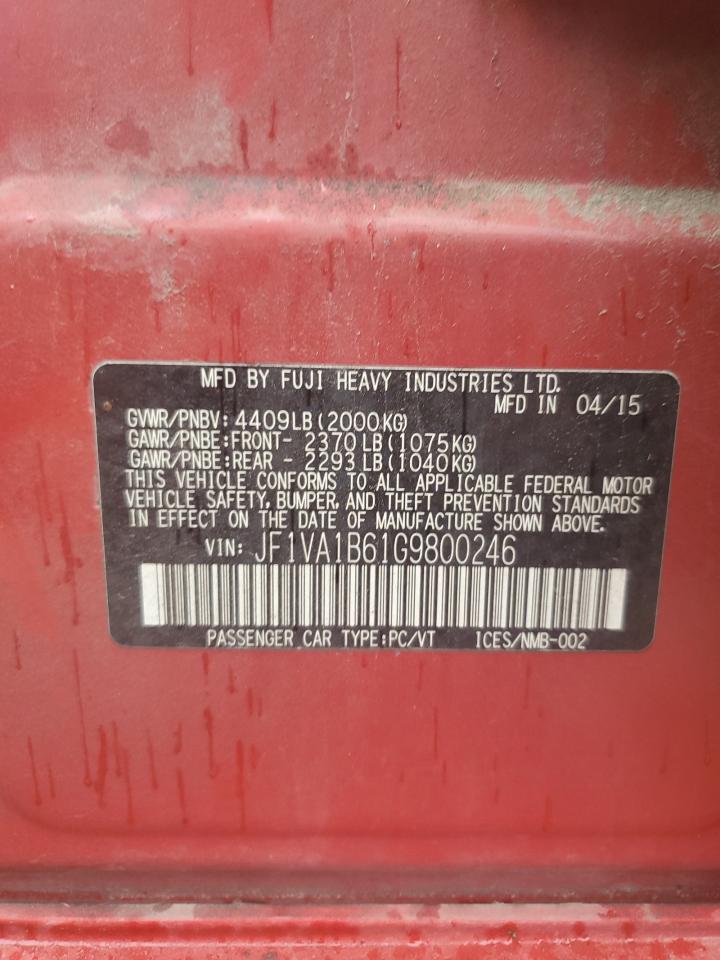 MFD BY FUJI HEAVY INDUSTRIES LTD.
MFD IN 04/15
GVWR/PNBV: 4409LB(2000KG)
GAWR/PNBE:FRONT- 2370LB(1075KG)
GAWR/PNBE:REAR - 2293LB(1040KG)
THIS VEHICLE CONFORMS TO ALL APPLICABLE FEDERAL MOTOR
VEHICLE SAFETY, BUMPER, AND THEFT PREVENTION STANDARDS
IN EFFECT ON THE DATE OF MANUFACTURE SHOWN ABOVE.
VIN: JF1VA1B61G9800246
PASSENGER CAR TYPE:PC/VT ICES/NMB-002